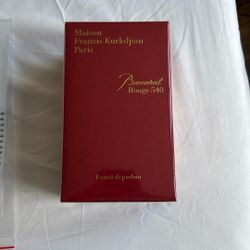 Maison
Francis Kurkdjian
Paris
Baccarat
Rouge 540
Extrait de parfum